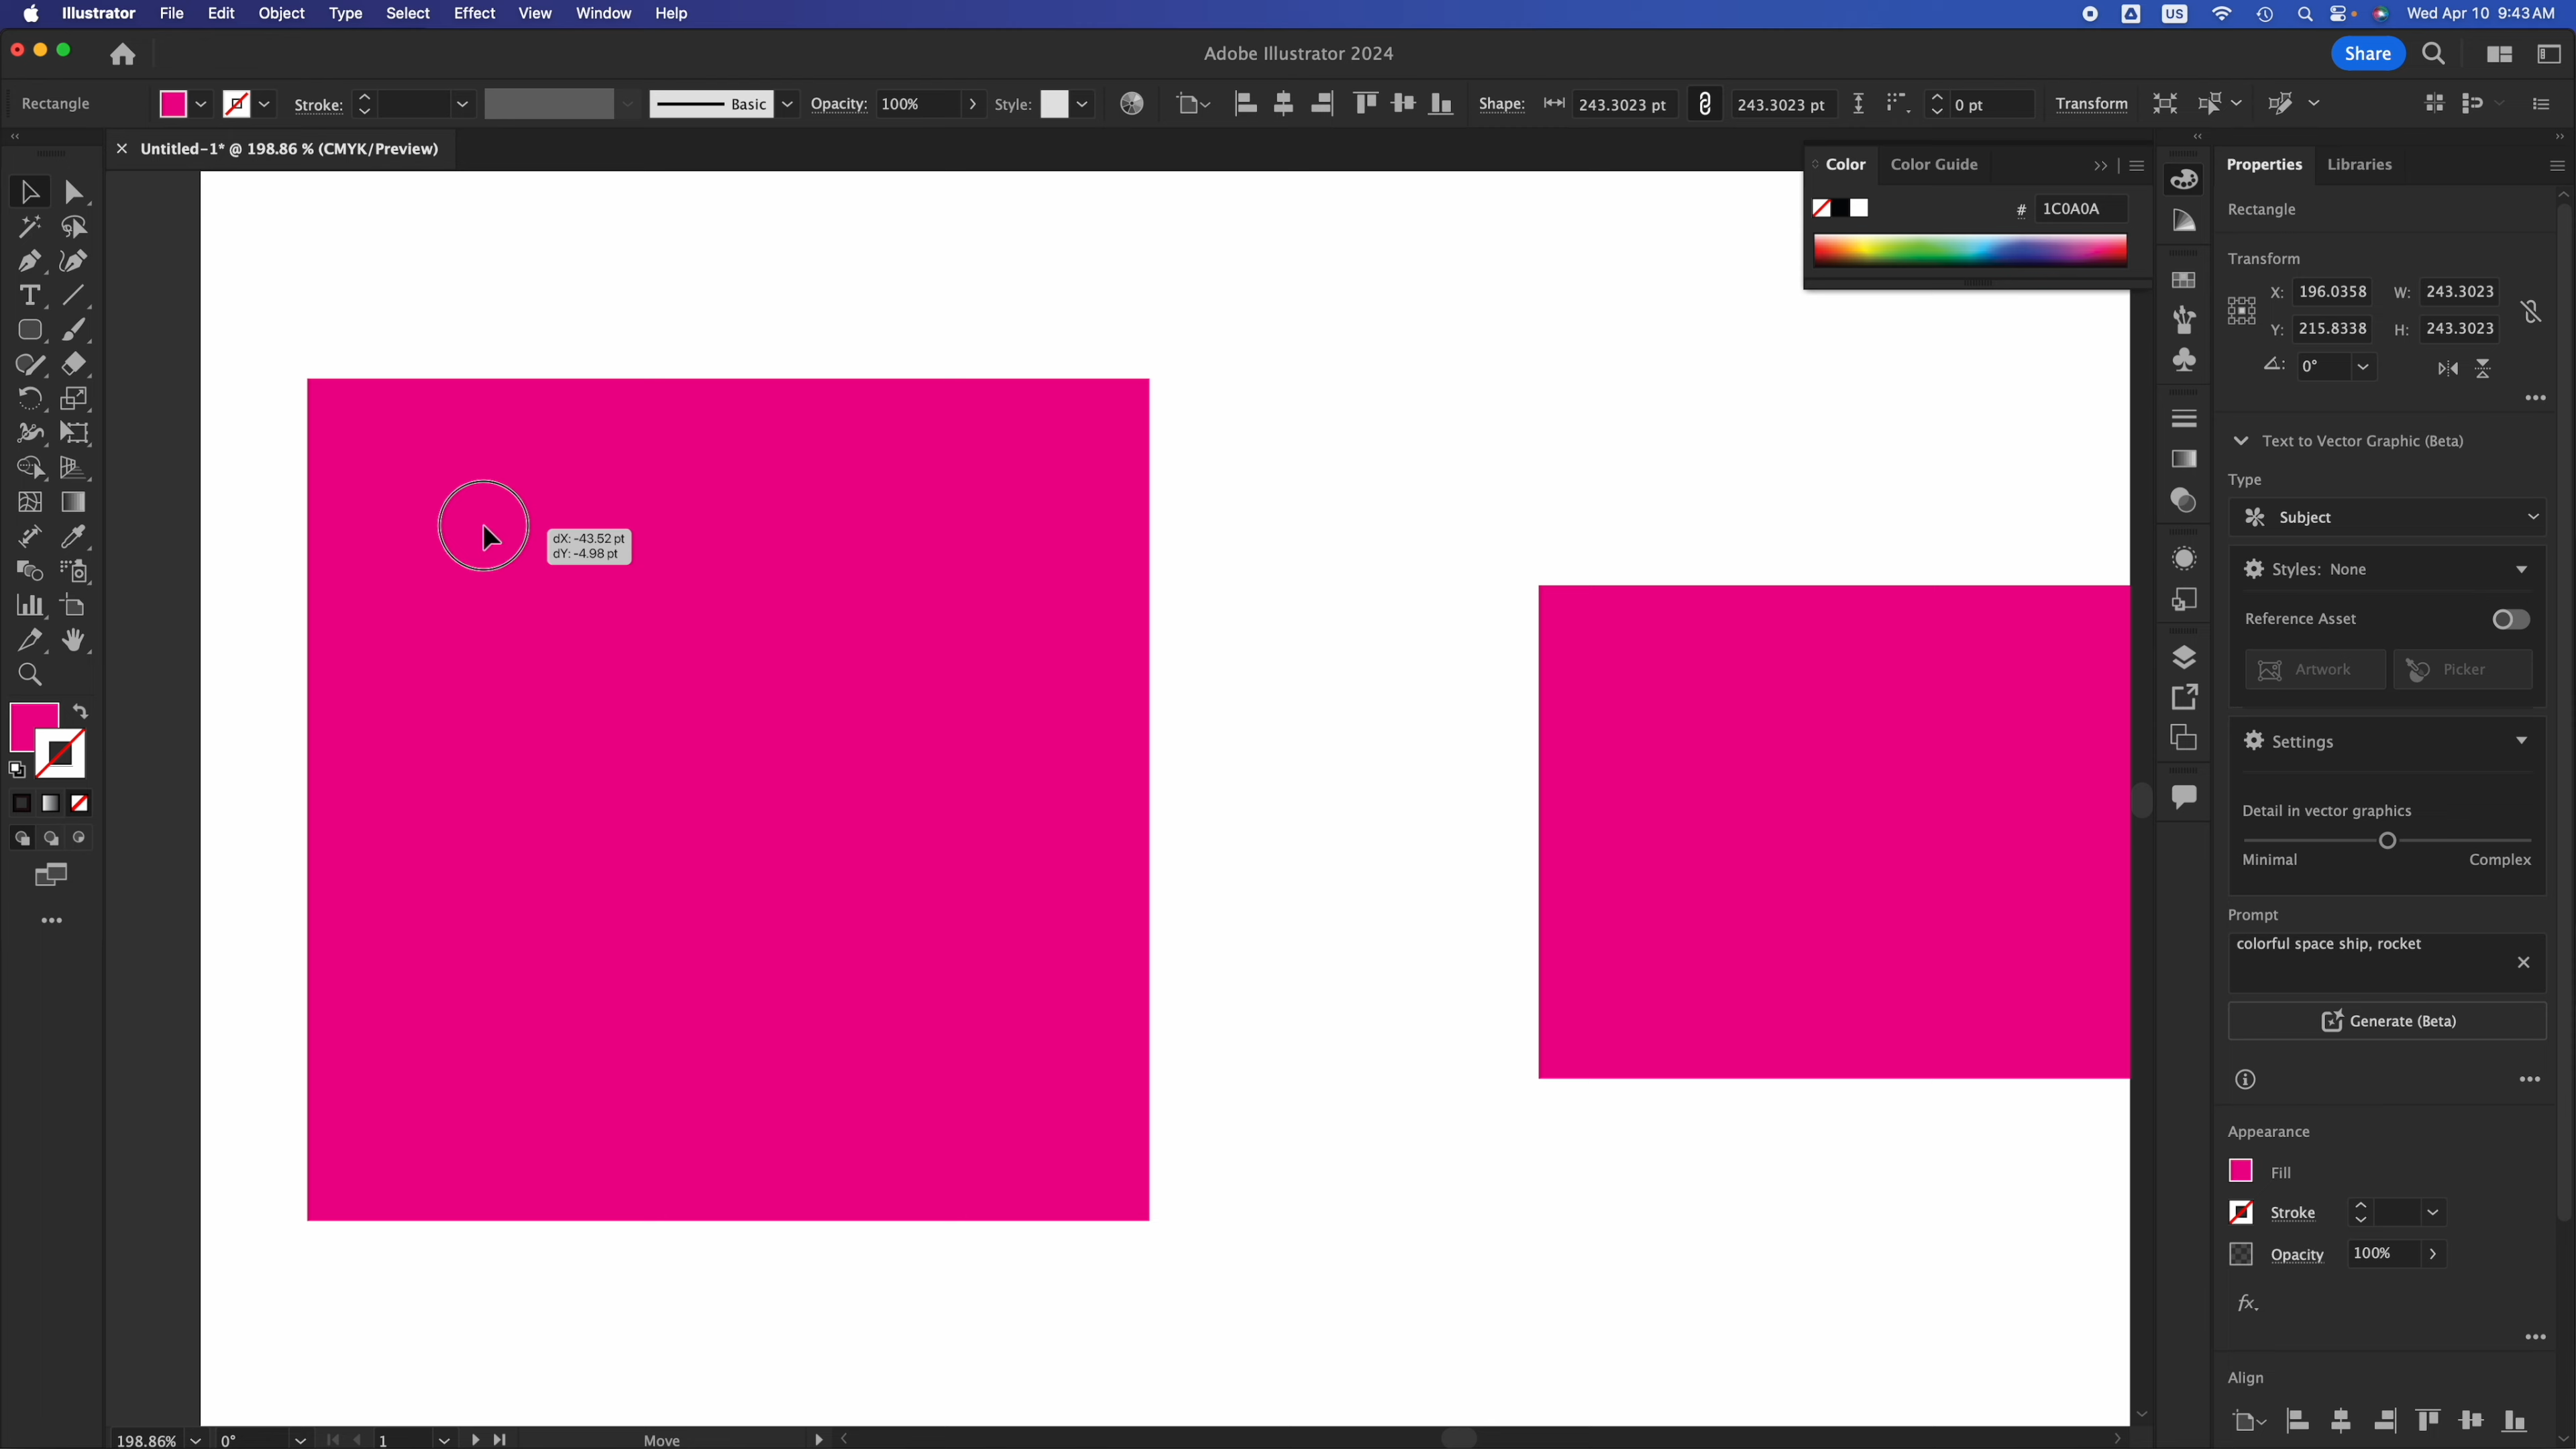 Illustrator File Edit Object Type Select Effect View Window Help US Wed Apr 10 9:43 AM
Adobe Illustrator 2024 Share
Rectangle Stroke: Basic Opacity: 100% Style: Shape: 243.3023 pt 243.3023 pt 0 pt Transform
Untitled-1* @ 198.86 % (CMYK/Preview)
Color Color Guide
# 1C0A0A
Properties Libraries
Rectangle
Transform
X: 196.0358 W: 243.3023
Y: 215.8338 H: 243.3023
0°
Text to Vector Graphic (Beta)
Type
Subject
Styles: None
Reference Asset
Artwork Picker
Settings
Detail in vector graphics
Minimal Complex
Prompt
colorful space ship, rocket
Generate (Beta)
Appearance
Fill
Stroke
Opacity 100%
fx
Align
dX: -43.52 pt
dY: -4.98 pt
198.86% 0° 1 Move